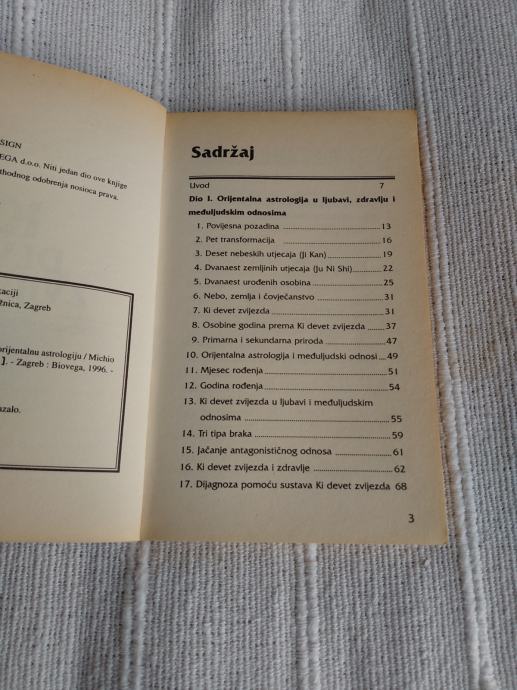 SIGN
EGA d.o.o. Niti jedan dio ove knjige
thodnog odobrenja nosioca prava.
taciji
žnica, Zagreb
orijentalnu astrologiju / Michio
]. - Zagreb : Biovega, 1996. -
azalo.
Sadržaj
Uvod 7
Dio I. Orijentalna astrologija u ljubavi, zdravlju i
međuljudskim odnosima
1. Povijesna pozadina ........ 13
2. Pet transformacija ........ 16
3. Deset nebeskih utjecaja (Ji Kan) ........ 19
4. Dvanaest zemljinih utjecaja (Ju Ni Shi) ........ 22
5. Dvanaest urođenih osobina ........ 25
6. Nebo, zemlja i čovječanstvo ........ 31
7. Ki devet zvijezda ........ 31
8. Osobine godina prema Ki devet zvijezda ........ 37
9. Primarna i sekundarna priroda ........ 47
10. Orijentalna astrologija i međuljudski odnosi ... 49
11. Mjesec rođenja ........ 51
12. Godina rođenja ........ 54
13. Ki devet zvijezda u ljubavi i međuljudskim
odnosima ........ 55
14. Tri tipa braka ........ 59
15. Jačanje antagonističnog odnosa ........ 61
16. Ki devet zvijezda i zdravlje ........ 62
17. Dijagnoza pomoću sustava Ki devet zvijezda 68
3